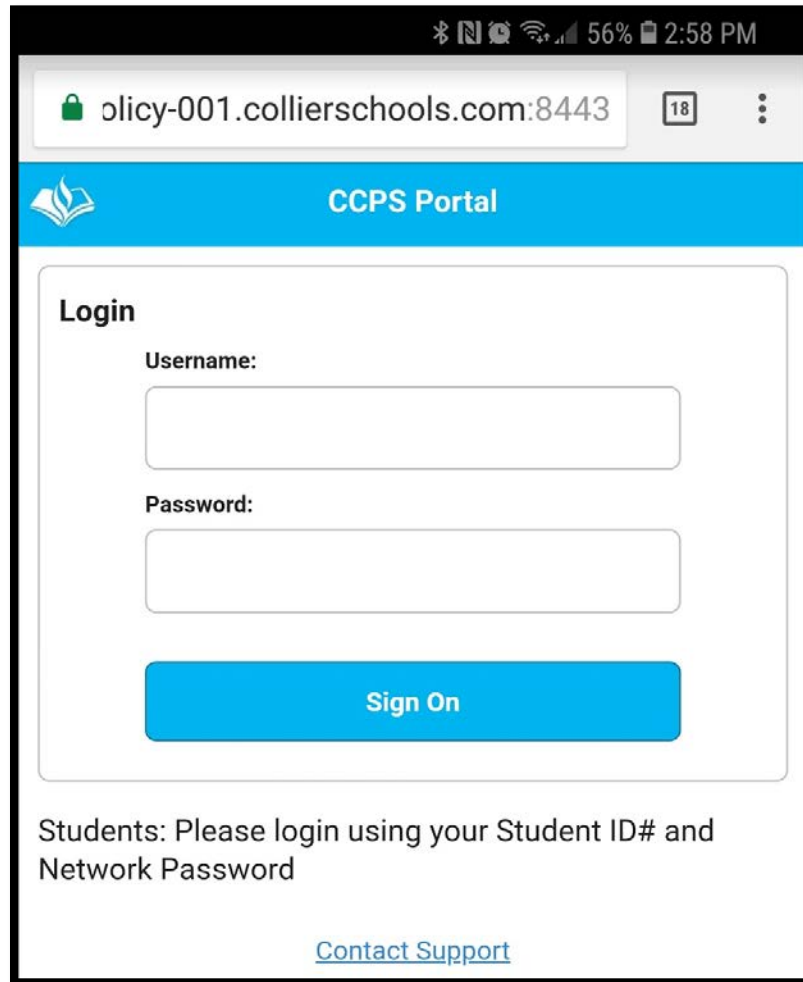 56% 2:58 PM
olicy-001.collierschools.com:8443
18
CCPS Portal
Login
Username:
Password:
Sign On
Students: Please login using your Student ID# and
Network Password
Contact Support